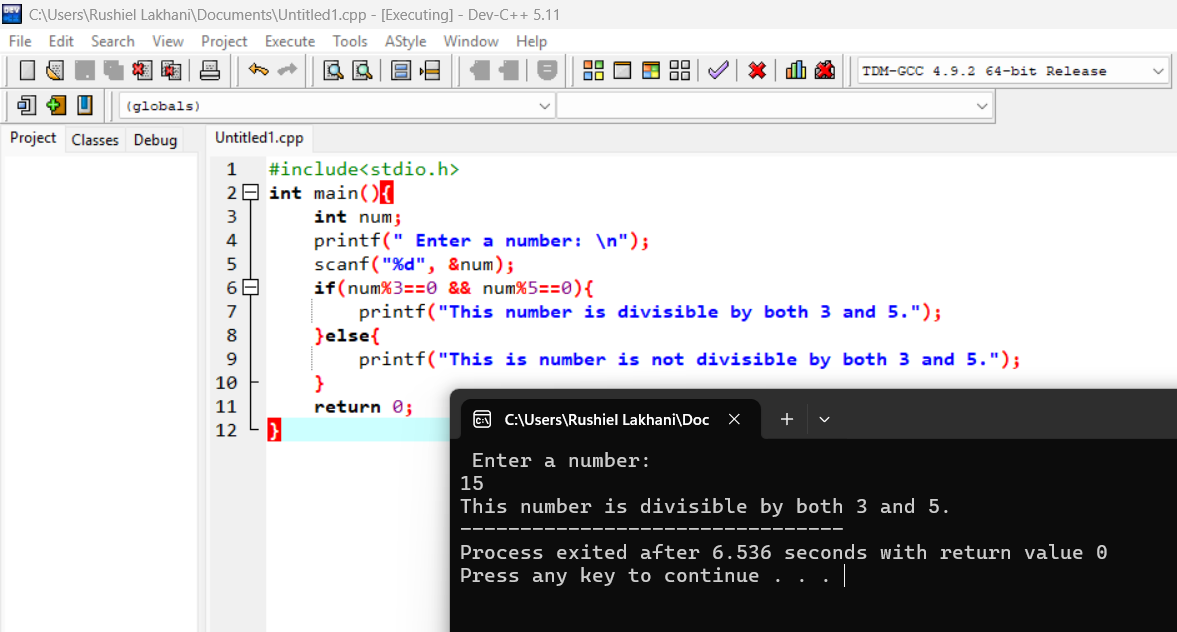 C:\Users\Rushiel Lakhani\Documents\Untitled1.cpp - [Executing] - Dev-C++ 5.11
File Edit Search View Project Execute Tools AStyle Window Help
TDM-GCC 4.9.2 64-bit Release
(globals)
Project Classes Debug Untitled1.cpp
1 #include<stdio.h>
2 int main(){
3     int num;
4     printf(" Enter a number: \n");
5     scanf("%d", &num);
6     if(num%3==0 && num%5==0){
7         printf("This number is divisible by both 3 and 5.");
8     }else{
9         printf("This is number is not divisible by both 3 and 5.");
10     }
11     return 0;
12 }
C:\Users\Rushiel Lakhani\Doc
 Enter a number:
15
This number is divisible by both 3 and 5.
--------------------------------
Process exited after 6.536 seconds with return value 0
Press any key to continue . . .